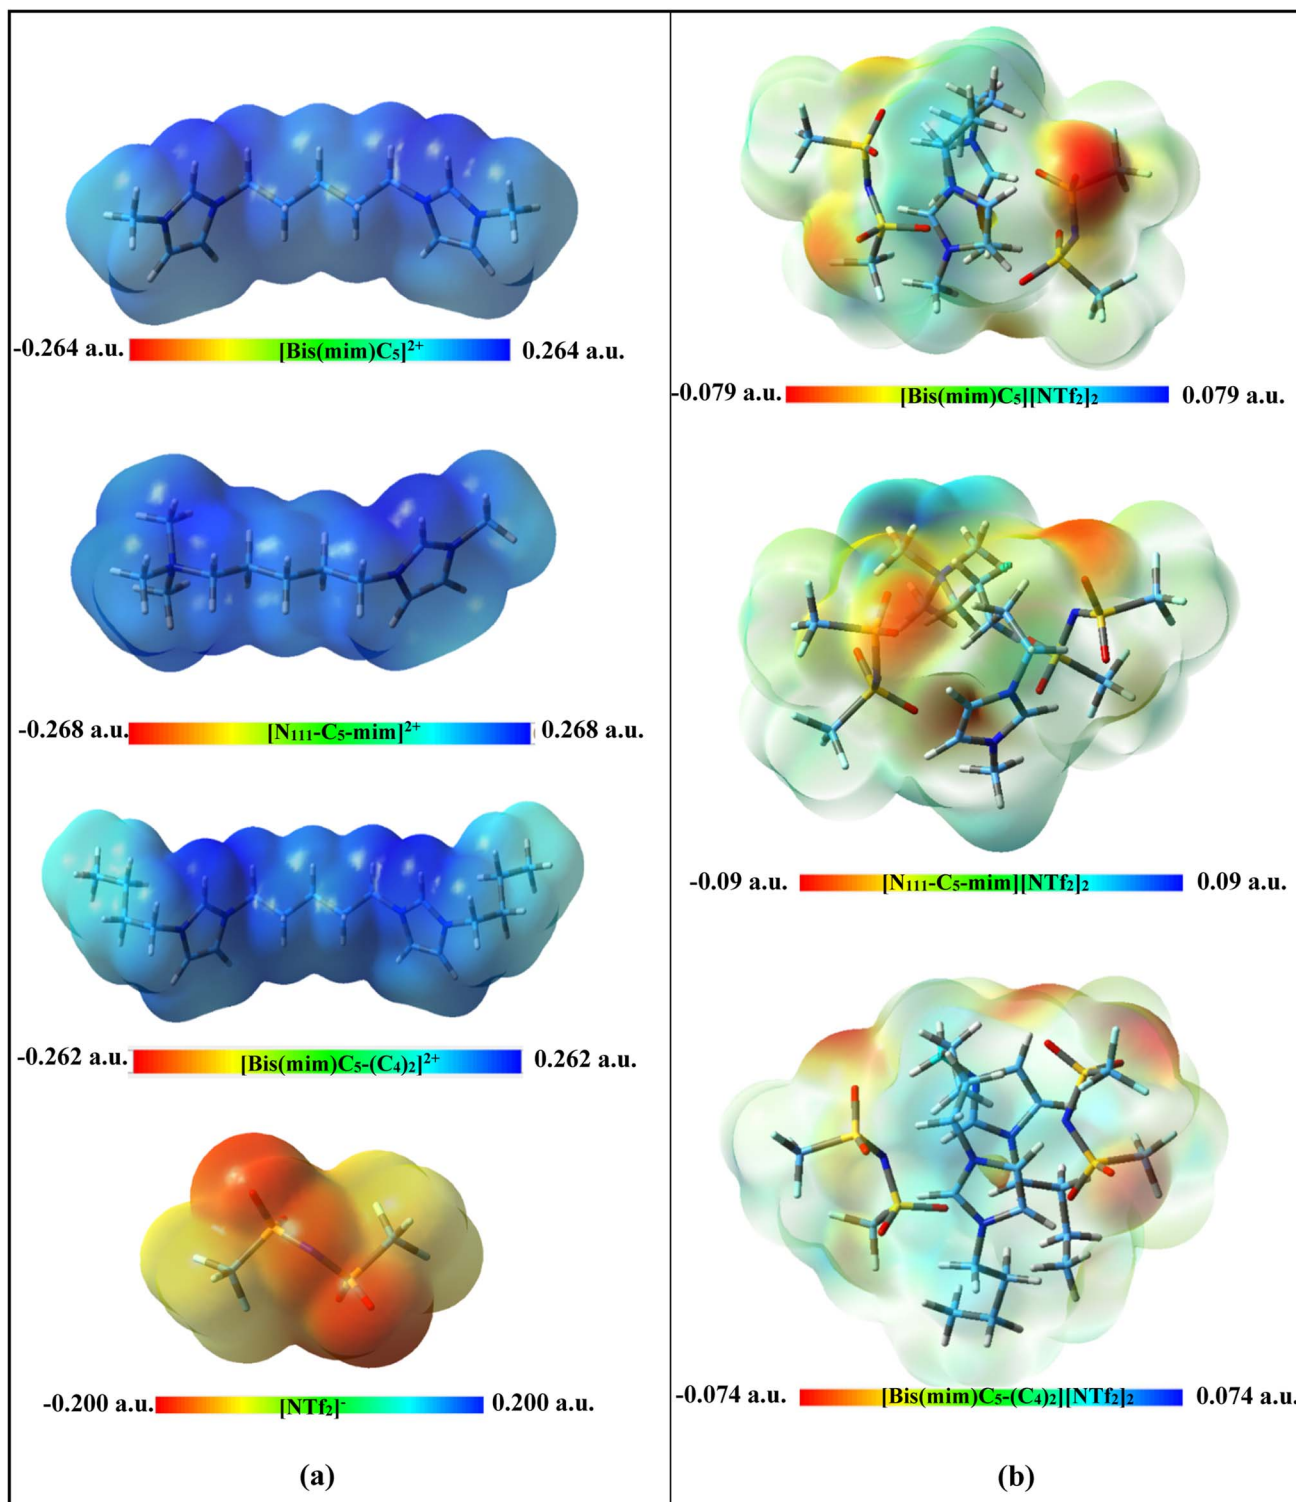 -0.264 a.u. [Bis(mim)C₅]²⁺ 0.264 a.u.
-0.268 a.u. [N₁₁₁-C₅-mim]²⁺ 0.268 a.u.
-0.262 a.u. [Bis(mim)C₅-(C₄)₂]²⁺ 0.262 a.u.
-0.200 a.u. [NTf₂]⁻ 0.200 a.u.
(a)
-0.079 a.u. [Bis(mim)C₅][NTf₂]₂ 0.079 a.u.
-0.09 a.u. [N₁₁₁-C₅-mim][NTf₂]₂ 0.09 a.u.
-0.074 a.u. [Bis(mim)C₅-(C₄)₂][NTf₂]₂ 0.074 a.u.
(b)